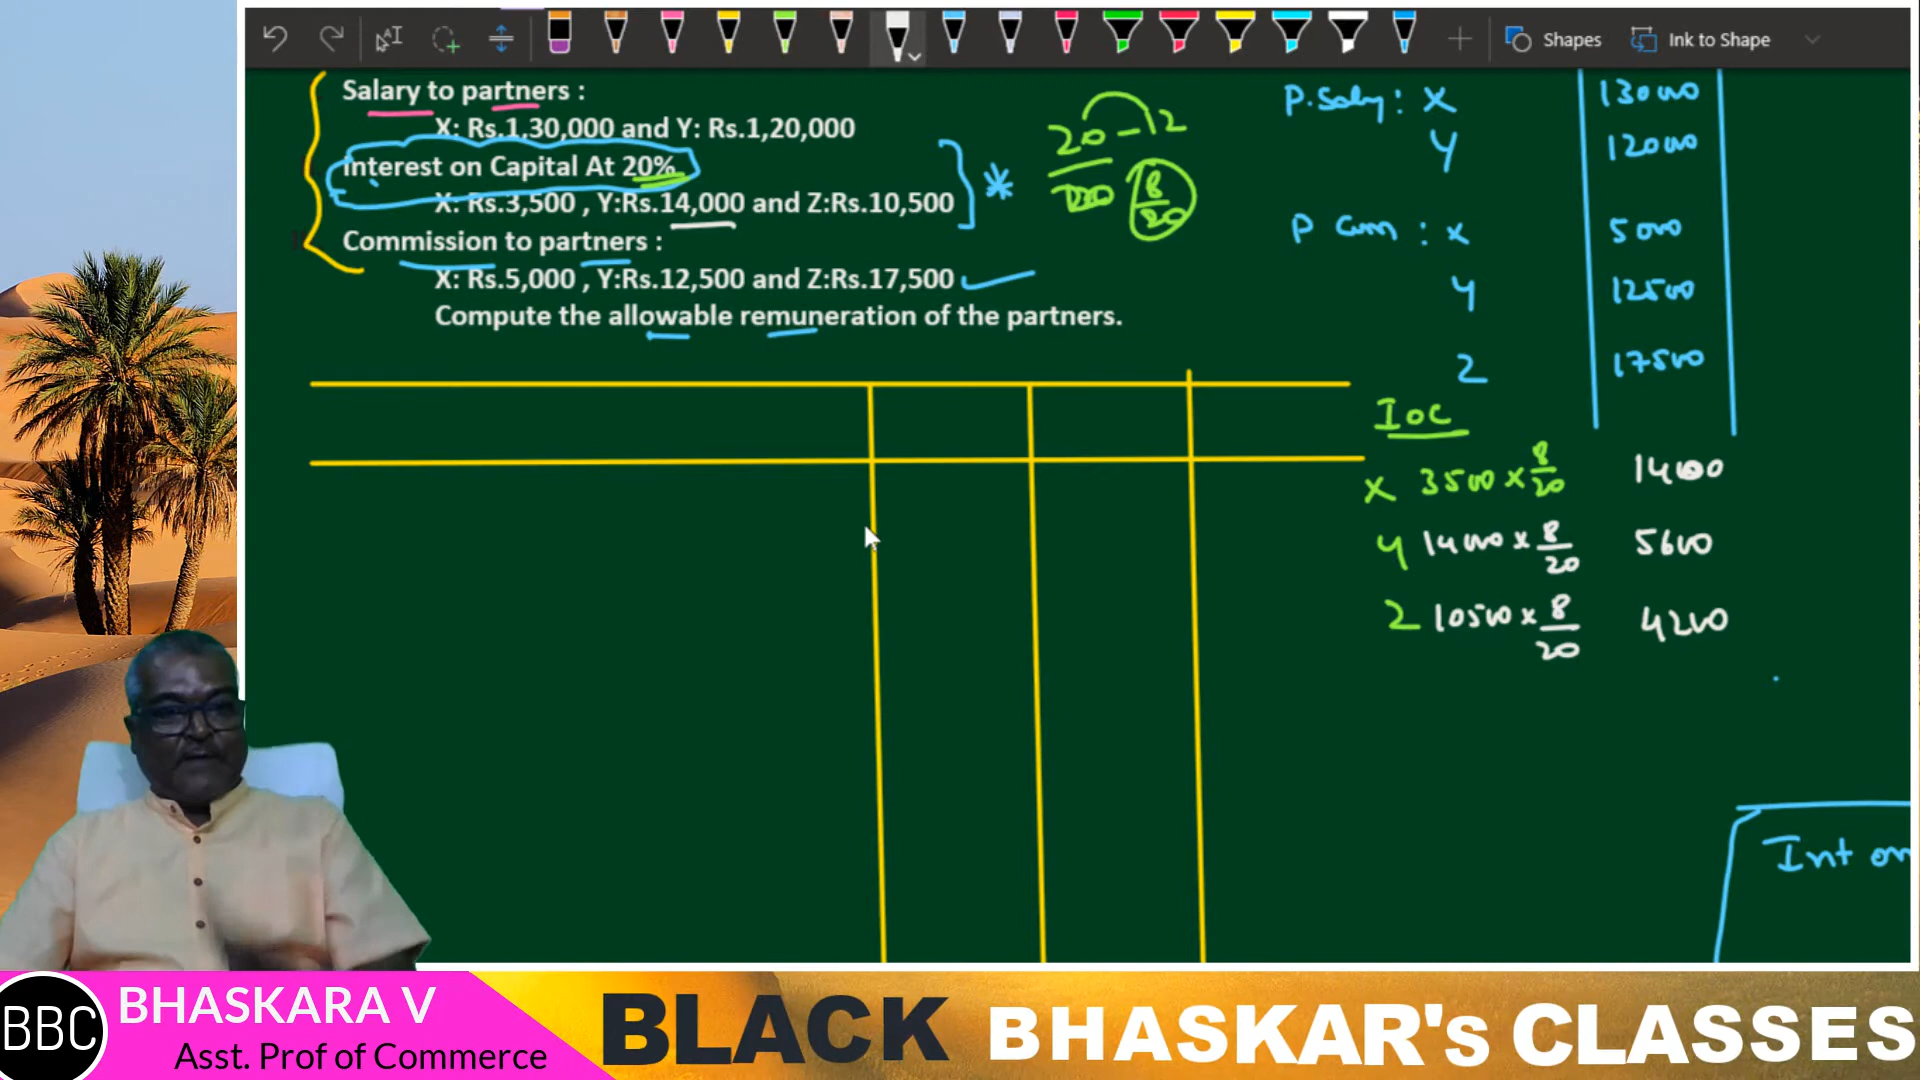 Shapes
Ink to Shape
Salary to partners :
X: Rs.1,30,000 and Y: Rs.1,20,000
Interest on Capital At 20%
X: Rs.3,500 , Y:Rs.14,000 and Z:Rs.10,500
Commission to partners :
X: Rs.5,000 , Y:Rs.12,500 and Z:Rs.17,500
Compute the allowable remuneration of the partners.
20 - 12
8
20
P. Saly : X 130000
Y 120000
P Com : X 5000
Y 12500
Z 17500
IOC
X 3500 × 8/20 1400
Y 14000 × 8/20 5600
Z 10500 × 8/20 4200
Int on
BBC
BHASKARA V
Asst. Prof of Commerce
BLACK BHASKAR's CLASSES